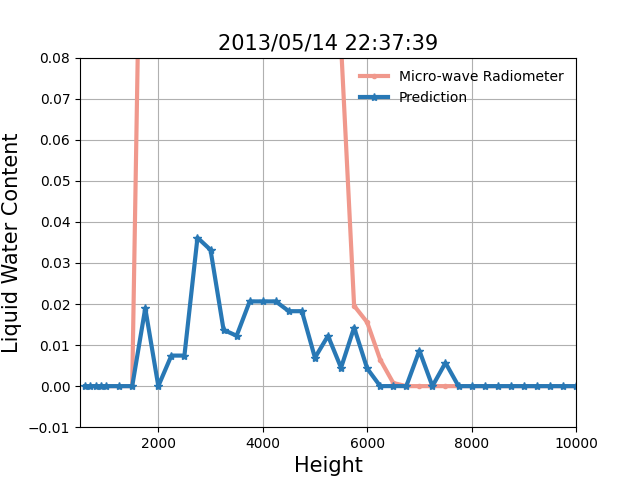 2013/05/14 22:37:39
Liquid Water Content
0.08
0.07
0.06
0.05
0.04
0.03
0.02
0.01
0.00
−0.01
Micro-wave Radiometer
Prediction
2000 4000 6000 8000 10000
Height